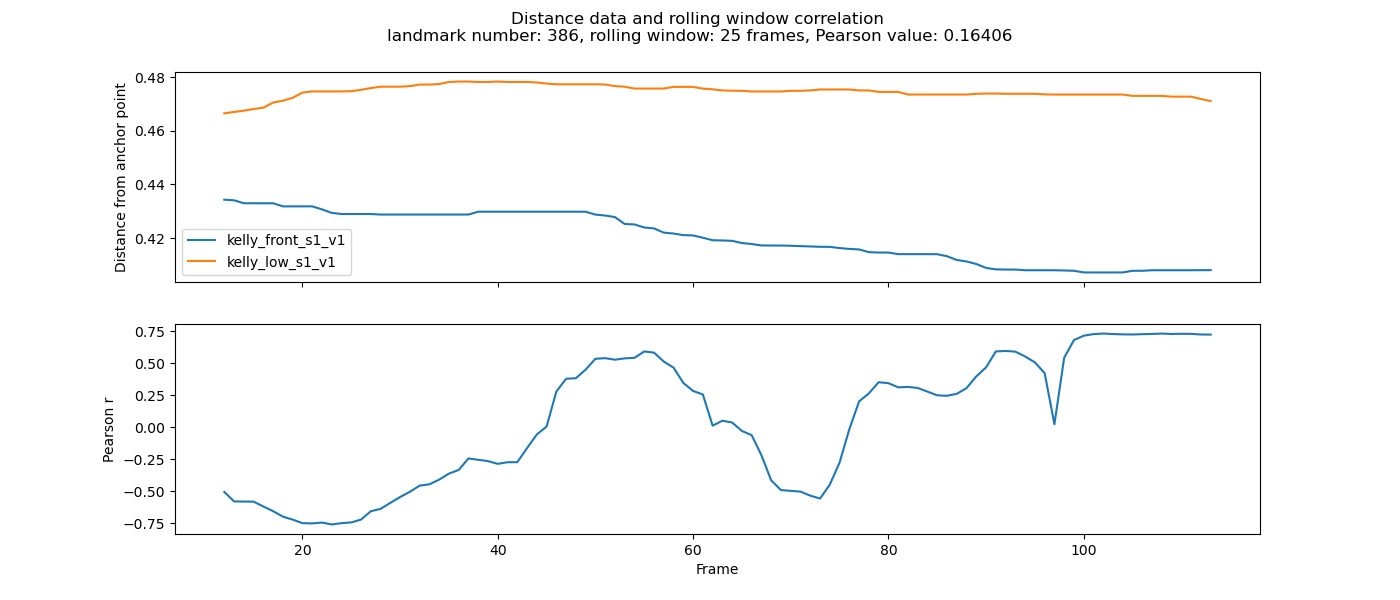 Distance data and rolling window correlation
landmark number: 386, rolling window: 25 frames, Pearson value: 0.16406
0.48
0.46
0.44
0.42
Distance from anchor point
kelly_front_s1_v1
kelly_low_s1_v1
0.75
0.50
0.25
0.00
−0.25
−0.50
−0.75
Pearson r
20 40 60 80 100
Frame